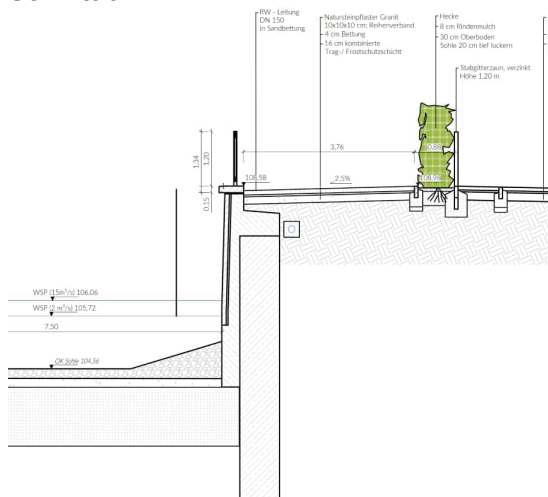 RW - Leitung
DN 150
in Sandbettung
Natursteinpflaster Granit
10x10x10 cm; Reihenverband
4 cm Bettung
16 cm kombinierte
Trag-/ Frostschutzschicht
Hecke
8 cm Rindenmulch
30 cm Oberboden
Sohle 20 cm tief lockern
Stabgitterzaun, verzinkt
Höhe 1,20 m
1,34
1,20
0,15
3,76
0,88
108,58
2,5%
108,98
WSP (15m³/s) 106,06
WSP (2 m³/s) 105,72
7,50
OK Sohle 104,56